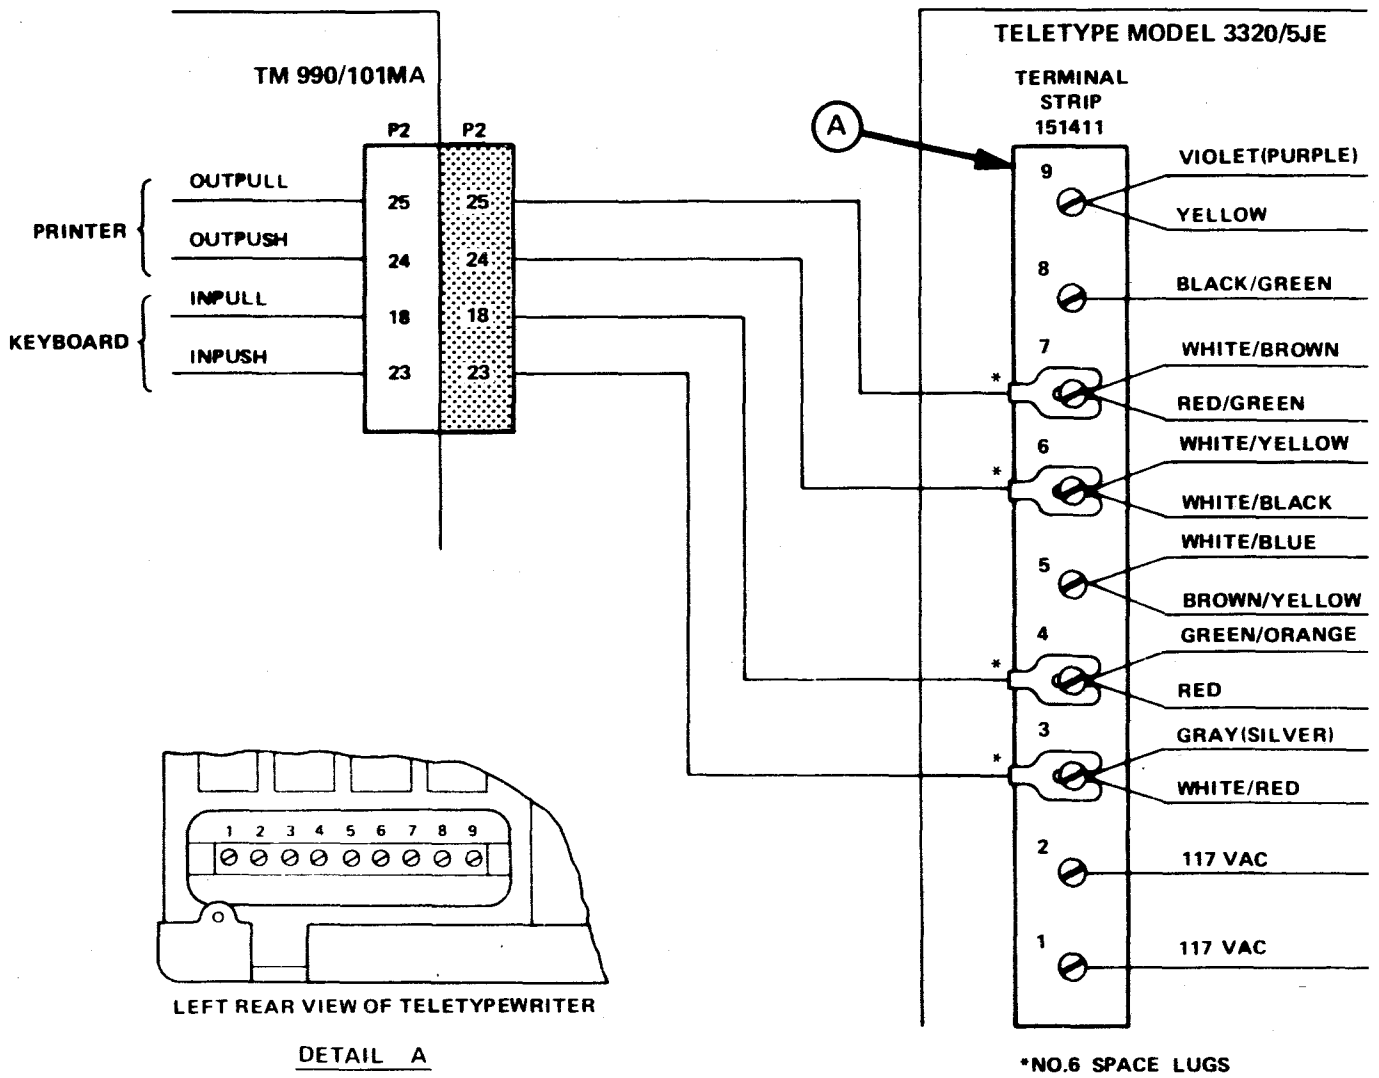 TELETYPE MODEL 3320/5JE
TM 990/101MA
TERMINAL
STRIP
151411
P2
P2
A
PRINTER
KEYBOARD
OUTPULL
OUTPUSH
INPULL
INPUSH
25
24
18
23
25
24
18
23
9
VIOLET(PURPLE)
YELLOW
8
BLACK/GREEN
7
*
WHITE/BROWN
RED/GREEN
6
*
WHITE/YELLOW
WHITE/BLACK
5
WHITE/BLUE
BROWN/YELLOW
4
*
GREEN/ORANGE
RED
3
*
GRAY(SILVER)
WHITE/RED
2
117 VAC
1
117 VAC
1 2 3 4 5 6 7 8 9
LEFT REAR VIEW OF TELETYPEWRITER
DETAIL A
*NO.6 SPACE LUGS